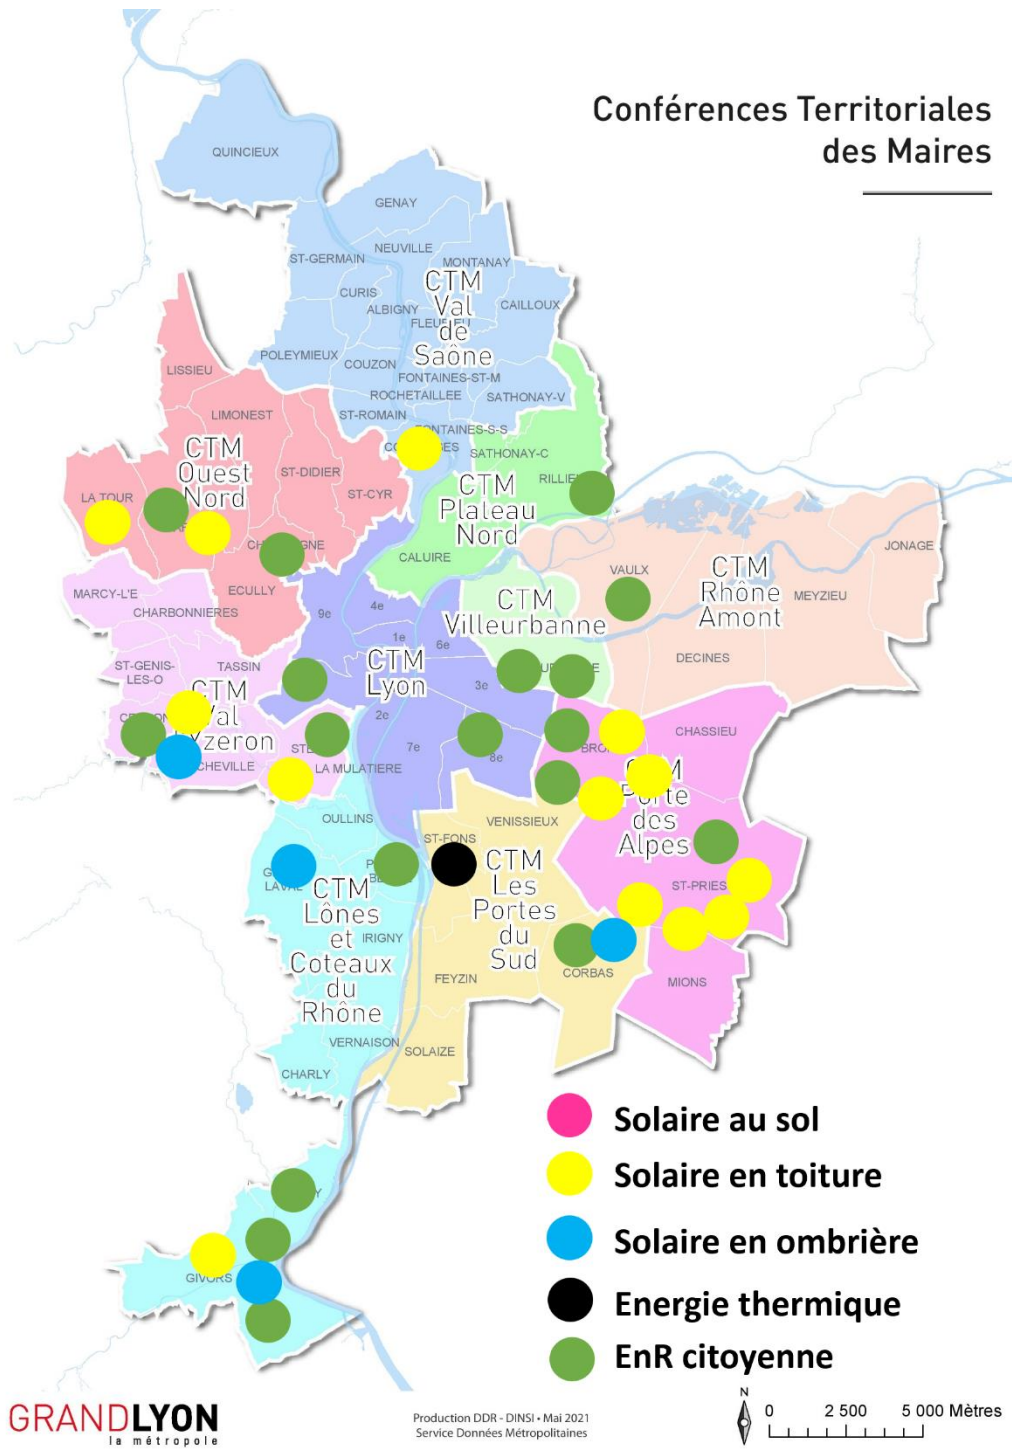 Conférences Territoriales
des Maires
QUINCIEUX
GENAY
NEUVILLE
ST-GERMAIN
MONTANAY
CURIS
ALBIGNY
CAILLOUX
CTM
Val
de
Saône
POLEYMIEUX
COUZON
FONTAINES-ST-M
ROCHETAILLEE
SATHONAY-V
ST-ROMAIN
FONTAINES-S-S
SATHONAY-C
LISSIEU
LIMONEST
CTM
Ouest
Nord
ST-DIDIER
ST-CYR
LA TOUR
ECULLY
CTM
Plateau
Nord
CALUIRE
VAULX
CTM
Rhône
Amont
JONAGE
MEYZIEU
DECINES
CTM
Villeurbanne
MARCY-L'E
CHARBONNIERES
ST-GENIS-
LES-O
TASSIN
CTM
9e
4e
1e
6e
CTM
Lyon
3e
2e
7e
8e
LA MULATIERE
CHASSIEU
des
Alpes
MIONS
OULLINS
ST-FONS
VENISSIEUX
CTM
Les
Portes
du
Sud
CTM
Lônes
et
Coteaux
du
Rhône
IRIGNY
FEYZIN
CORBAS
VERNAISON
SOLAIZE
CHARLY
GIVORS
Solaire au sol
Solaire en toiture
Solaire en ombrière
Energie thermique
EnR citoyenne
GRANDLYON
la métropole
Production DDR - DINSI • Mai 2021
Service Données Métropolitaines
N
0 2 500 5 000 Mètres